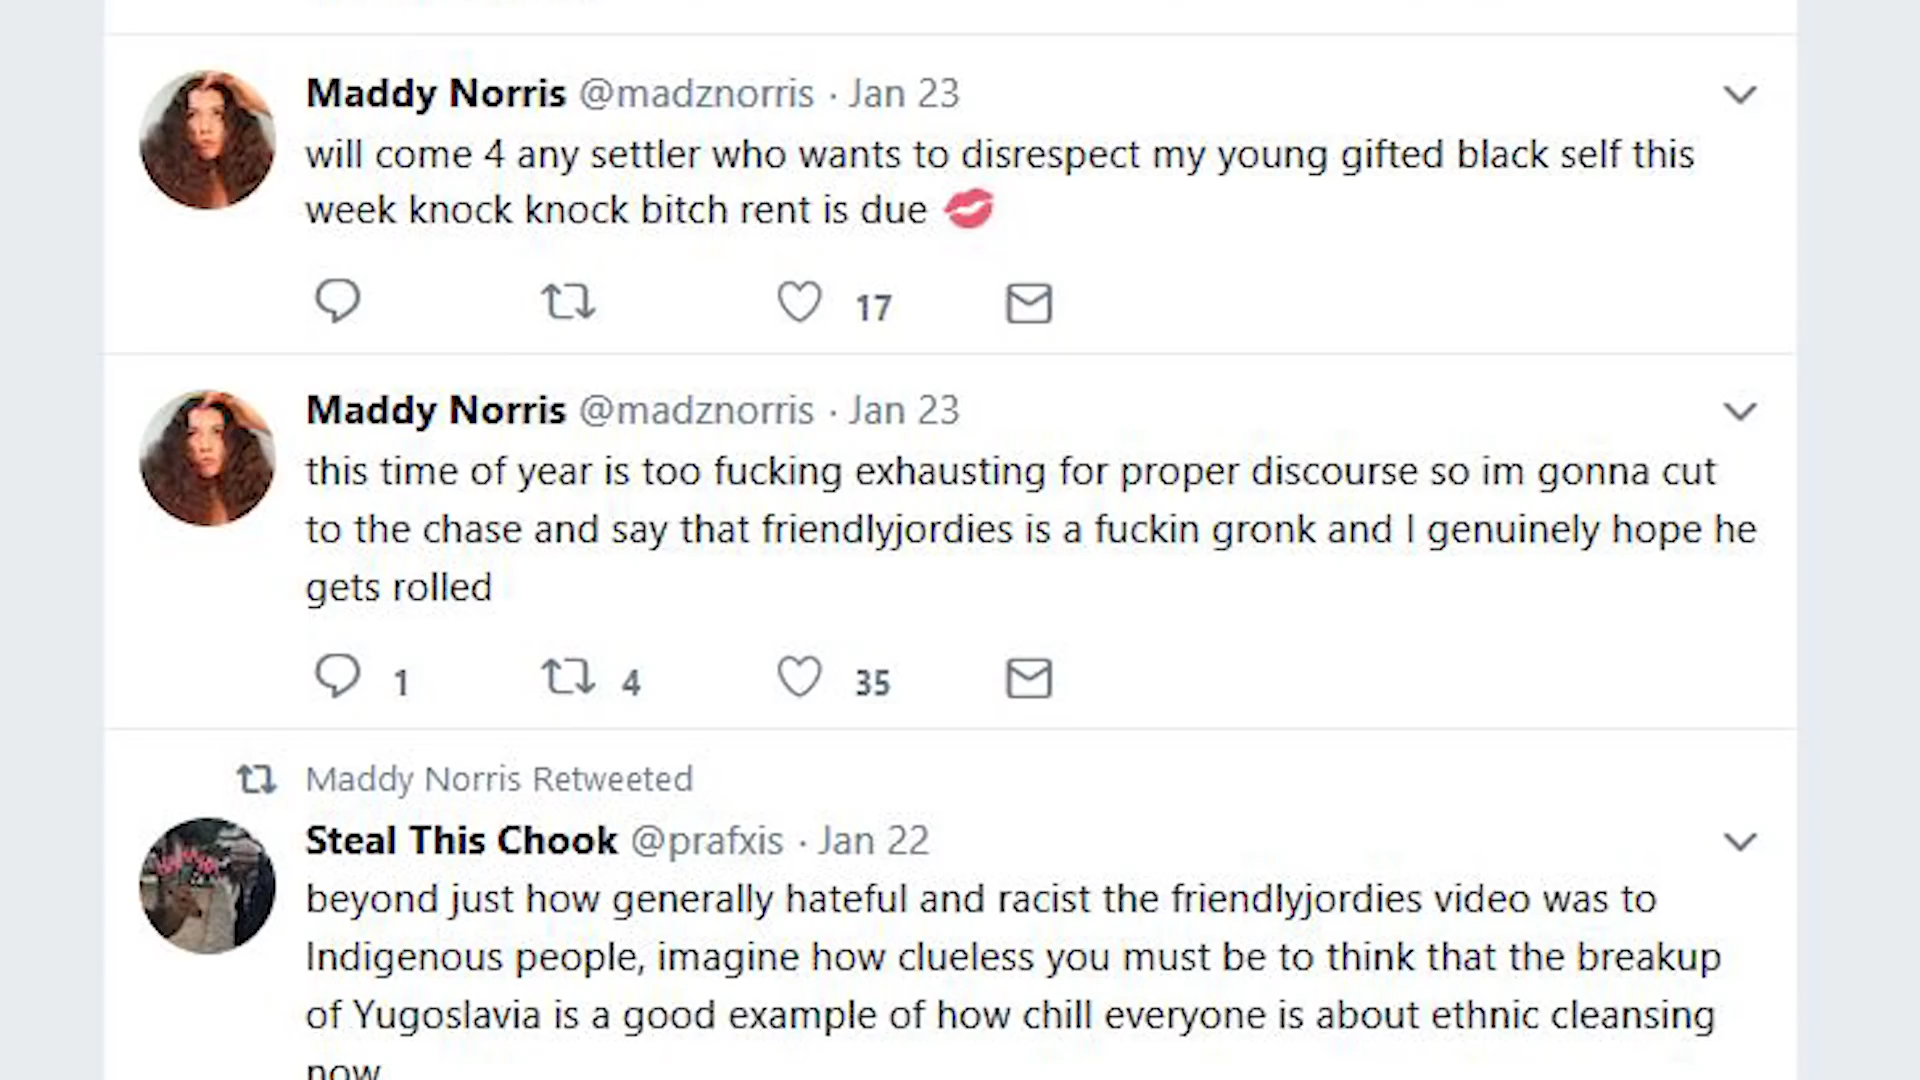 Maddy Norris @madznorris · Jan 23
will come 4 any settler who wants to disrespect my young gifted black self this
week knock knock bitch rent is due 💋
17
Maddy Norris @madznorris · Jan 23
this time of year is too fucking exhausting for proper discourse so im gonna cut
to the chase and say that friendlyjordies is a fuckin gronk and I genuinely hope he
gets rolled
1 4 35
Maddy Norris Retweeted
Steal This Chook @prafxis · Jan 22
beyond just how generally hateful and racist the friendlyjordies video was to
Indigenous people, imagine how clueless you must be to think that the breakup
of Yugoslavia is a good example of how chill everyone is about ethnic cleansing
now